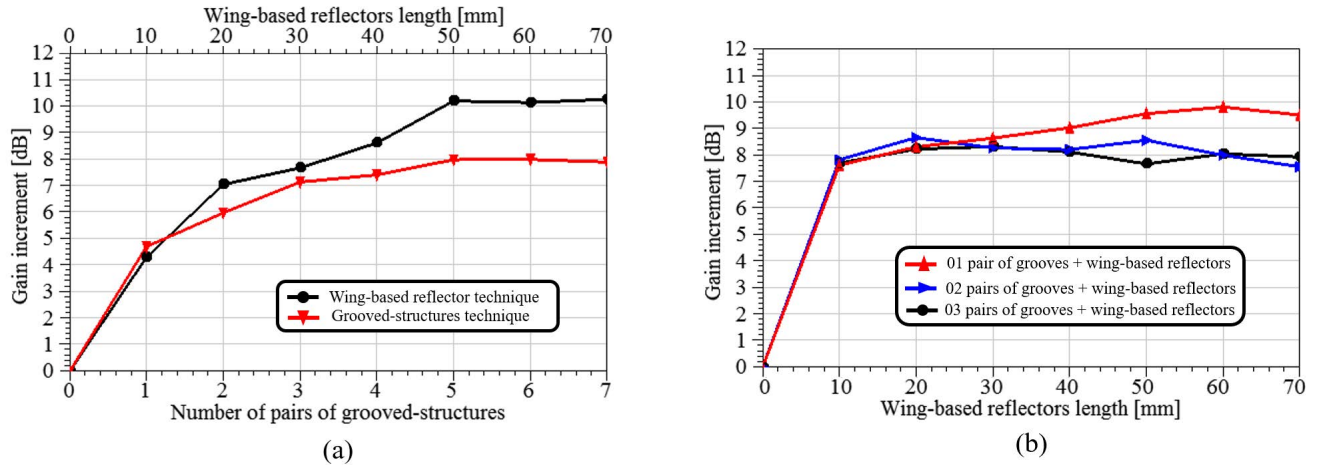 Wing-based reflectors length [mm]
0 10 20 30 40 50 60 70
12
11
10
9
8
7
6
5
4
3
2
1
0
Gain increment [dB]
Wing-based reflector technique
Grooved-structures technique
0 1 2 3 4 5 6 7
Number of pairs of grooved-structures
(a)
12
11
10
9
8
7
6
5
4
3
2
1
0
Gain increment [dB]
01 pair of grooves + wing-based reflectors
02 pairs of grooves + wing-based reflectors
03 pairs of grooves + wing-based reflectors
0 10 20 30 40 50 60 70
Wing-based reflectors length [mm]
(b)